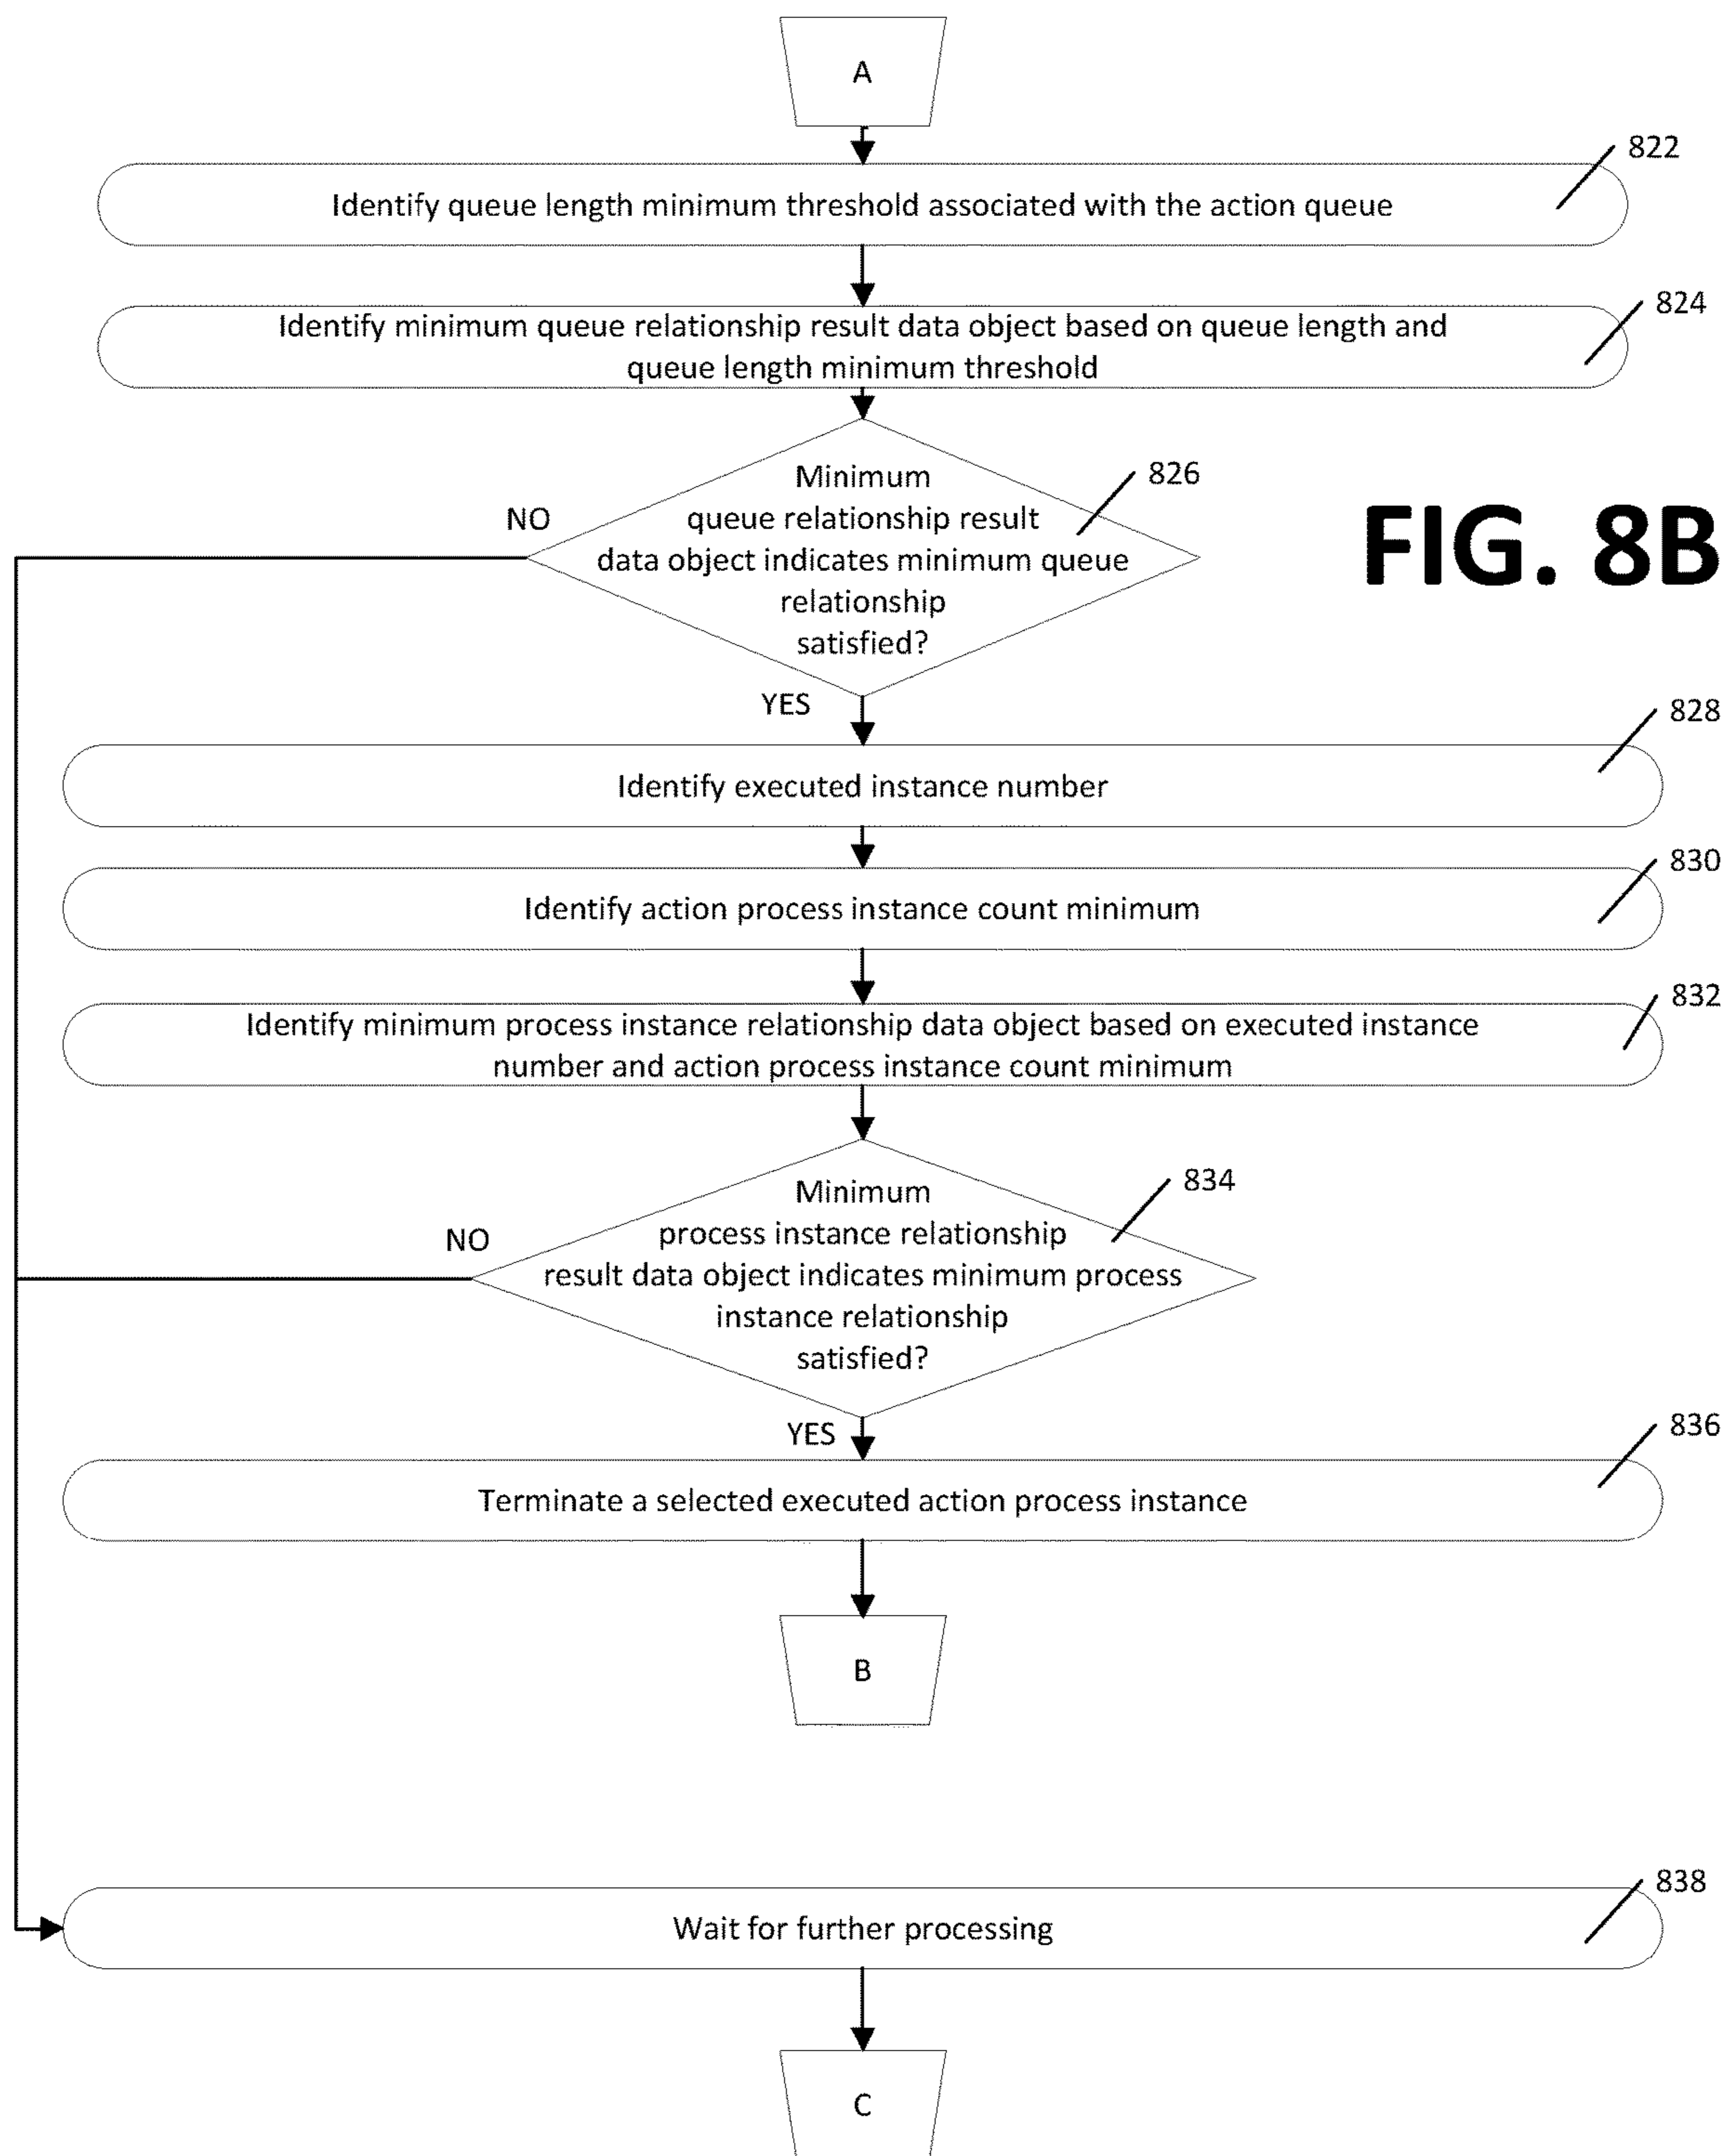 A
822
Identify queue length minimum threshold associated with the action queue
824
Identify minimum queue relationship result data object based on queue length and
queue length minimum threshold
826
Minimum
queue relationship result
data object indicates minimum queue
relationship
satisfied?
NO
FIG. 8B
YES
828
Identify executed instance number
830
Identify action process instance count minimum
832
Identify minimum process instance relationship data object based on executed instance
number and action process instance count minimum
834
Minimum
process instance relationship
result data object indicates minimum process
instance relationship
satisfied?
NO
YES
836
Terminate a selected executed action process instance
B
838
Wait for further processing
C